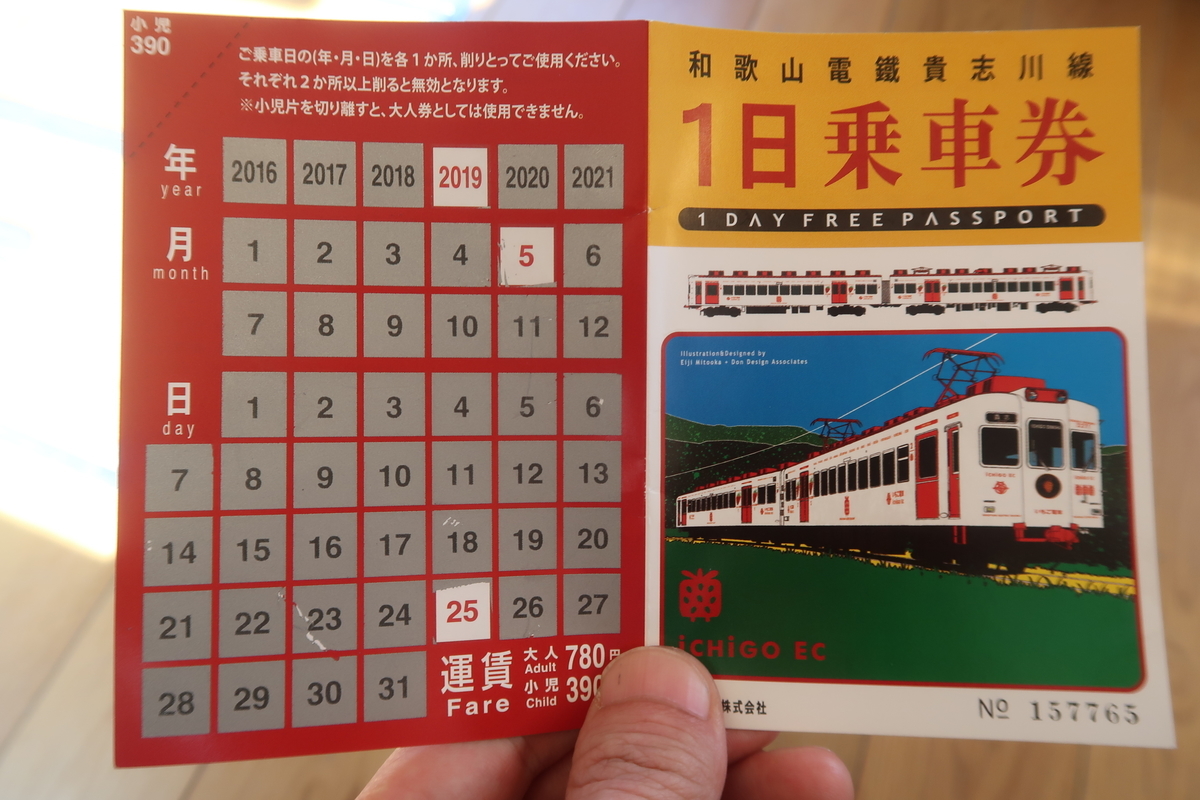 小児
390
ご乗車日の(年・月・日)を各1か所、削りとってご使用ください。
それぞれ2か所以上削ると無効となります。
※小児片を切り離すと、大人券としては使用できません。
年
year
2016 2017 2018 2019 2020 2021
月
month
1 2 3 4 5 6
7 8 9 10 11 12
日
day
1 2 3 4 5 6
7 8 9 10 11 12 13
14 15 16 17 18 19 20
21 22 23 24 25 26 27
28 29 30 31
運賃
Fare
大人
Adult
780円
小児
Child
390
和歌山電鐵貴志川線
1日乗車券
1 DAY FREE PASSPORT
Illustration&Designed by
Eiji Mitooka + Don Design Associates
iCHiGO EC
いちご電車
iCHiGO EC
株式会社
No 157765